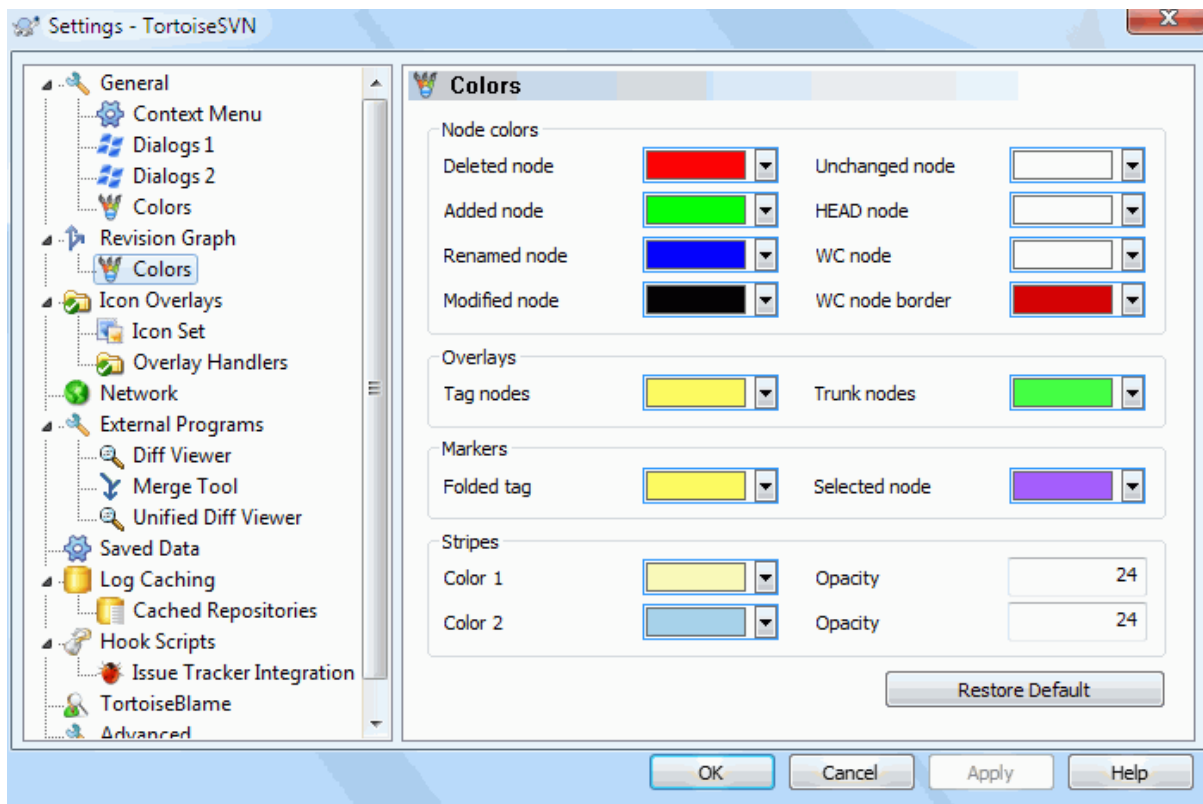 Settings - TortoiseSVN
X
General
Context Menu
Dialogs 1
Dialogs 2
Colors
Revision Graph
Colors
Icon Overlays
Icon Set
Overlay Handlers
Network
External Programs
Diff Viewer
Merge Tool
Unified Diff Viewer
Saved Data
Log Caching
Cached Repositories
Hook Scripts
Issue Tracker Integration
TortoiseBlame
Advanced
Colors
Node colors
Deleted node
Unchanged node
Added node
HEAD node
Renamed node
WC node
Modified node
WC node border
Overlays
Tag nodes
Trunk nodes
Markers
Folded tag
Selected node
Stripes
Color 1
Opacity
24
Color 2
Opacity
24
Restore Default
OK
Cancel
Apply
Help